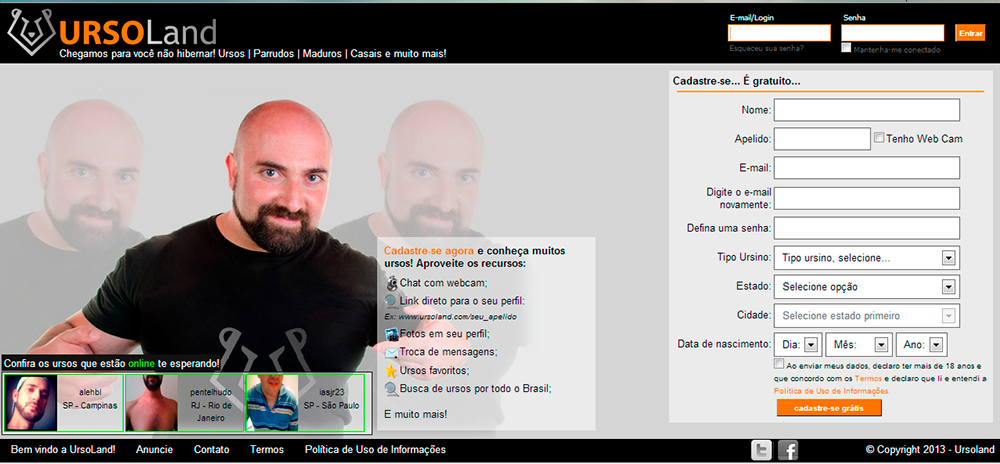 URSOLand
Chegamos para você não hibernar! Ursos | Parrudos | Maduros | Casais e muito mais!
E-mail/Login
Senha
Entrar
Esqueceu sua senha?
Mantenha-me conectado
Cadastre-se... É gratuito...
Nome:
Apelido:
Tenho Web Cam
E-mail:
Digite o e-mail
novamente:
Defina uma senha:
Tipo Ursino:
Tipo ursino, selecione...
Estado:
Selecione opção
Cidade:
Selecione estado primeiro
Data de nascimento:
Dia:
Mês:
Ano:
Ao enviar meus dados, declaro ter mais de 18 anos e
que concordo com os Termos e declaro que li e entendi a
Política de Uso de Informações.
cadastre-se grátis
Cadastre-se agora e conheça muitos
ursos! Aproveite os recursos:
Chat com webcam;
Link direto para o seu perfil:
Ex: www.ursoland.com/seu_apelido
Fotos em seu perfil;
Troca de mensagens;
Ursos favoritos;
Busca de ursos por todo o Brasil;
E muito mais!
Confira os ursos que estão online te esperando!
alehbl
SP - Campinas
pentelhudo
RJ - Rio de
Janeiro
iasjr23
SP - São Paulo
Bem vindo a UrsoLand!
Anuncie
Contato
Termos
Política de Uso de Informações
© Copyright 2013 - Ursoland